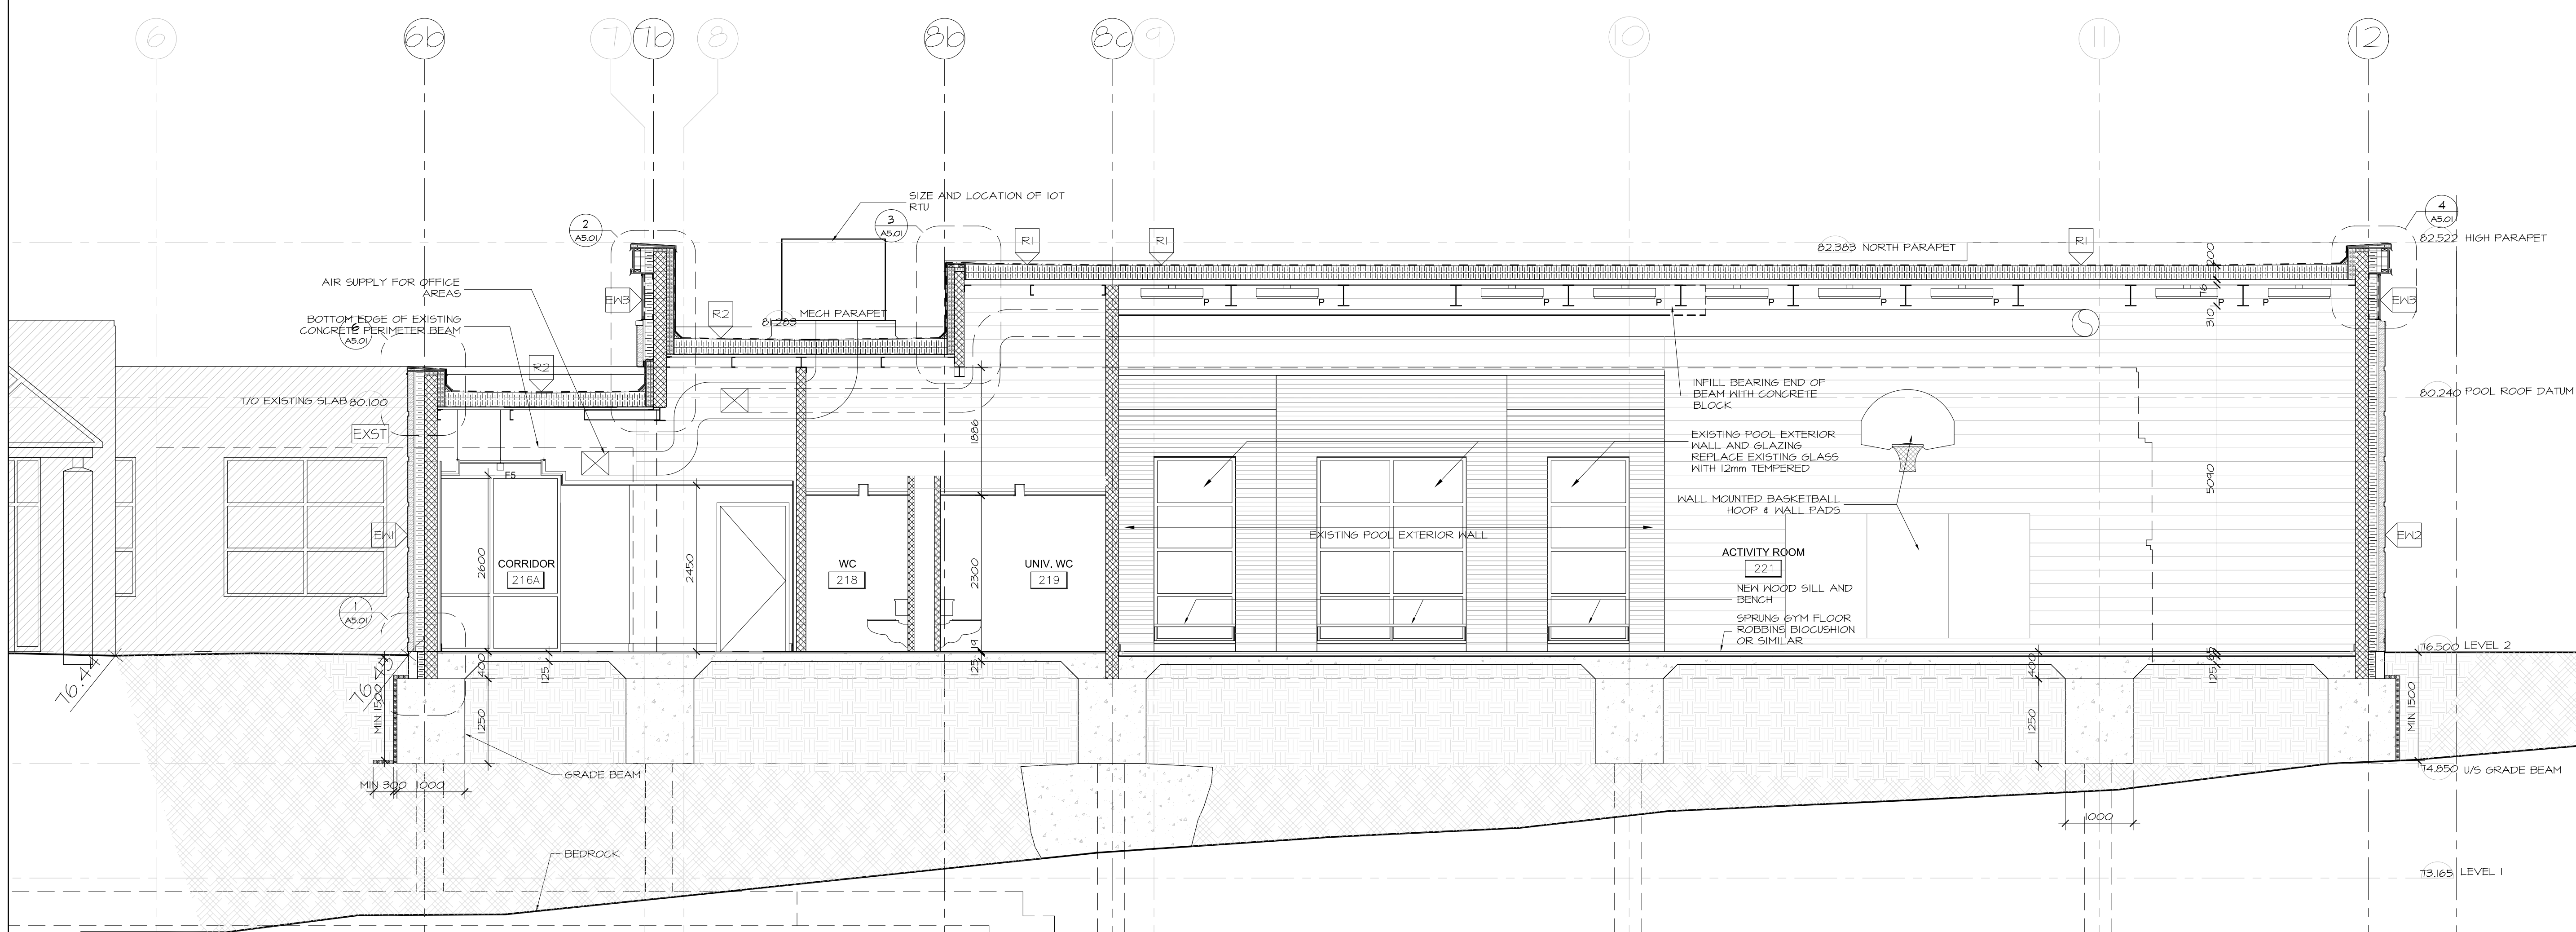 6
6b
7
7b
8
8b
8c
9
10
11
12
SIZE AND LOCATION OF 10T
RTU
2
A5.01
3
A5.01
4
A5.01
R1
R1
R1
82.383 NORTH PARAPET
82.522 HIGH PARAPET
200
76
310
AIR SUPPLY FOR OFFICE
AREAS
EW3
R2
MECH PARAPET
81.283
EW3
BOTTOM EDGE OF EXISTING
CONCRETE PERIMETER BEAM
6
A5.01
P
P
P
P
P
P
P
P
P
R2
T/O EXISTING SLAB 80.100
EXST
INFILL BEARING END OF
BEAM WITH CONCRETE
BLOCK
80.240 POOL ROOF DATUM
1886
EXISTING POOL EXTERIOR
WALL AND GLAZING
REPLACE EXISTING GLASS
WITH 12mm TEMPERED
F5
5090
WALL MOUNTED BASKETBALL
HOOP & WALL PADS
EW1
EXISTING POOL EXTERIOR WALL
EW2
2600
CORRIDOR
216A
2450
WC
218
2300
UNIV. WC
219
ACTIVITY ROOM
221
NEW WOOD SILL AND
BENCH
1
A5.01
SPRUNG GYM FLOOR
ROBBINS BIOCUSHION
OR SIMILAR
19
76.500 LEVEL 2
76.44
400
125
125
400
65
125
MIN 1500
1250
1250
MIN 1500
GRADE BEAM
MIN 300
1000
74.850 U/S GRADE BEAM
1000
BEDROCK
73.165 LEVEL 1